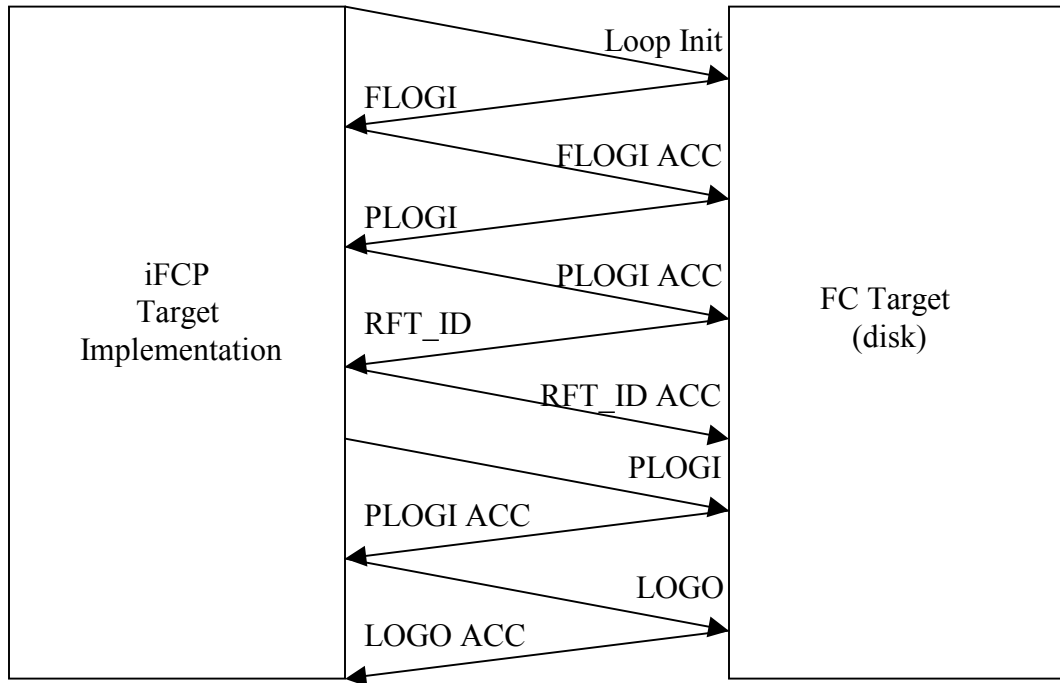 Loop Init
FLOGI
FLOGI ACC
PLOGI
PLOGI ACC
RFT_ID
RFT_ID ACC
PLOGI
PLOGI ACC
LOGO
LOGO ACC
iFCP
Target
Implementation
FC Target
(disk)